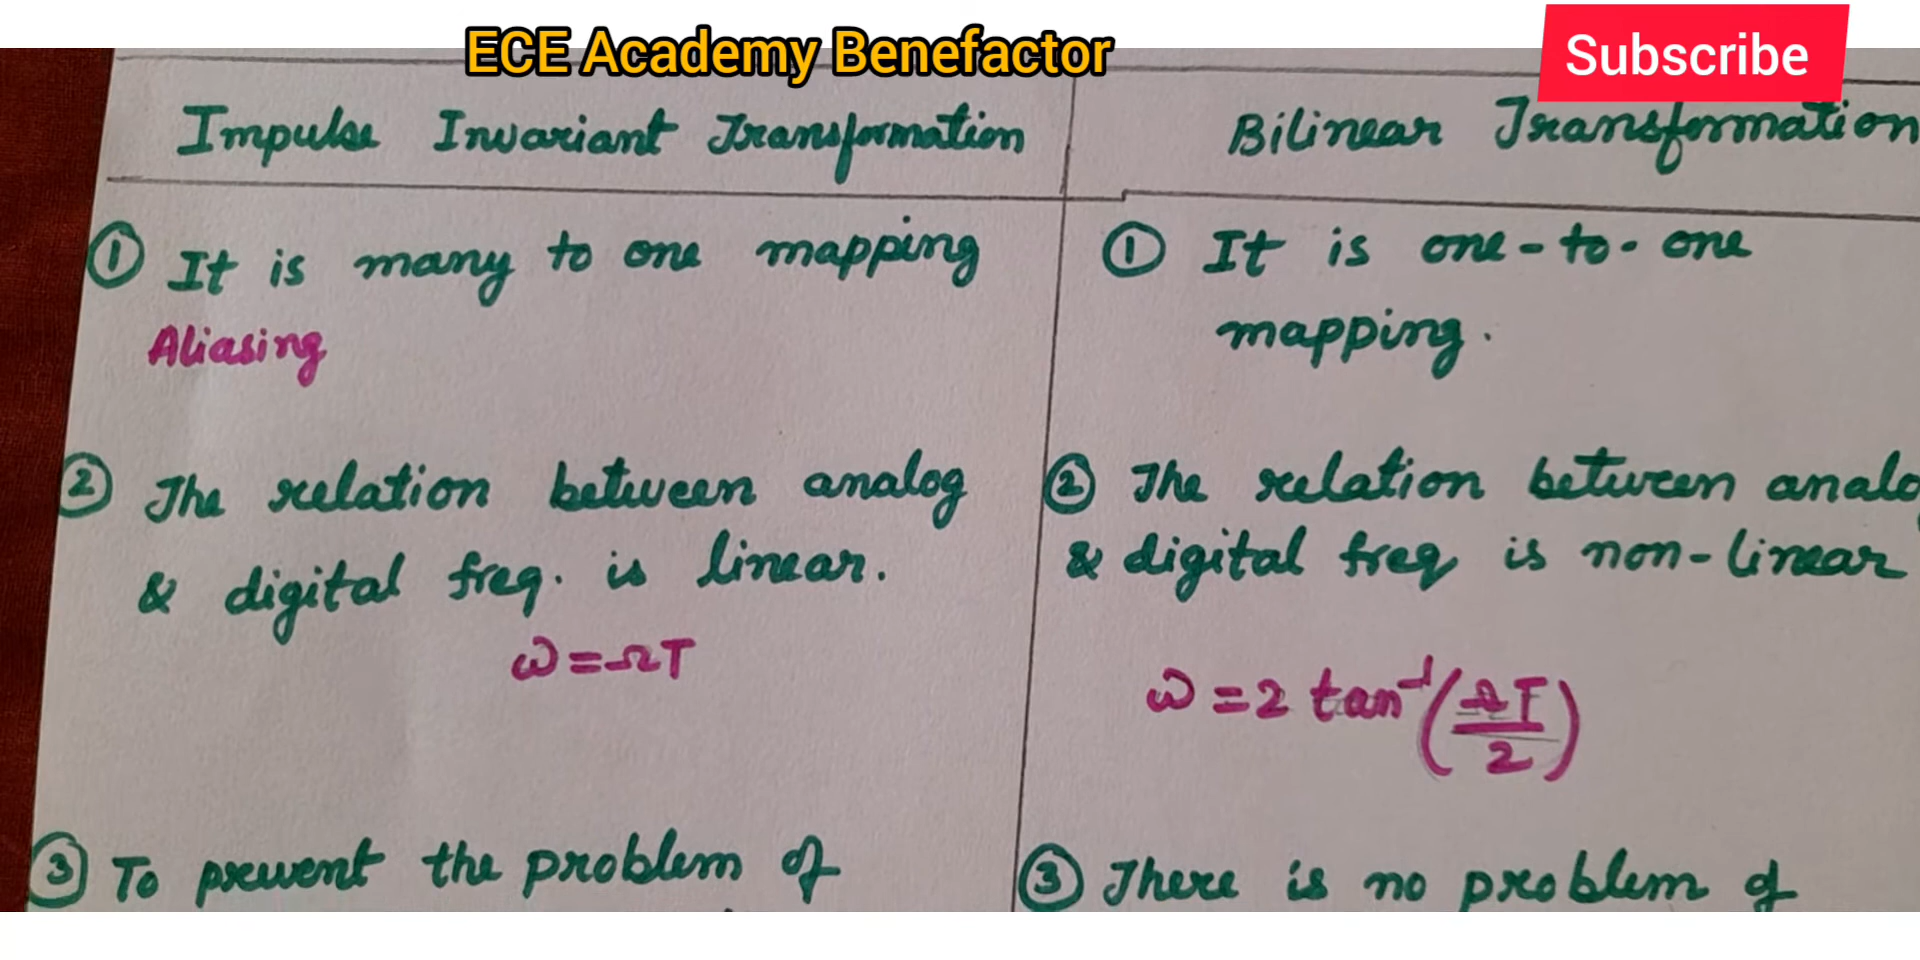 ECE Academy Benefactor
Subscribe
Impulse Invariant Transformation
① It is many to one mapping
Aliasing
② The relation between analog
& digital freq. is linear.
ω = ΩT
③ To prevent the problem of
Bilinear Transformation
① It is one-to-one
mapping.
② The relation between analog
& digital freq is non-linear
ω = 2 tan⁻¹(ΩT/2)
③ There is no problem of